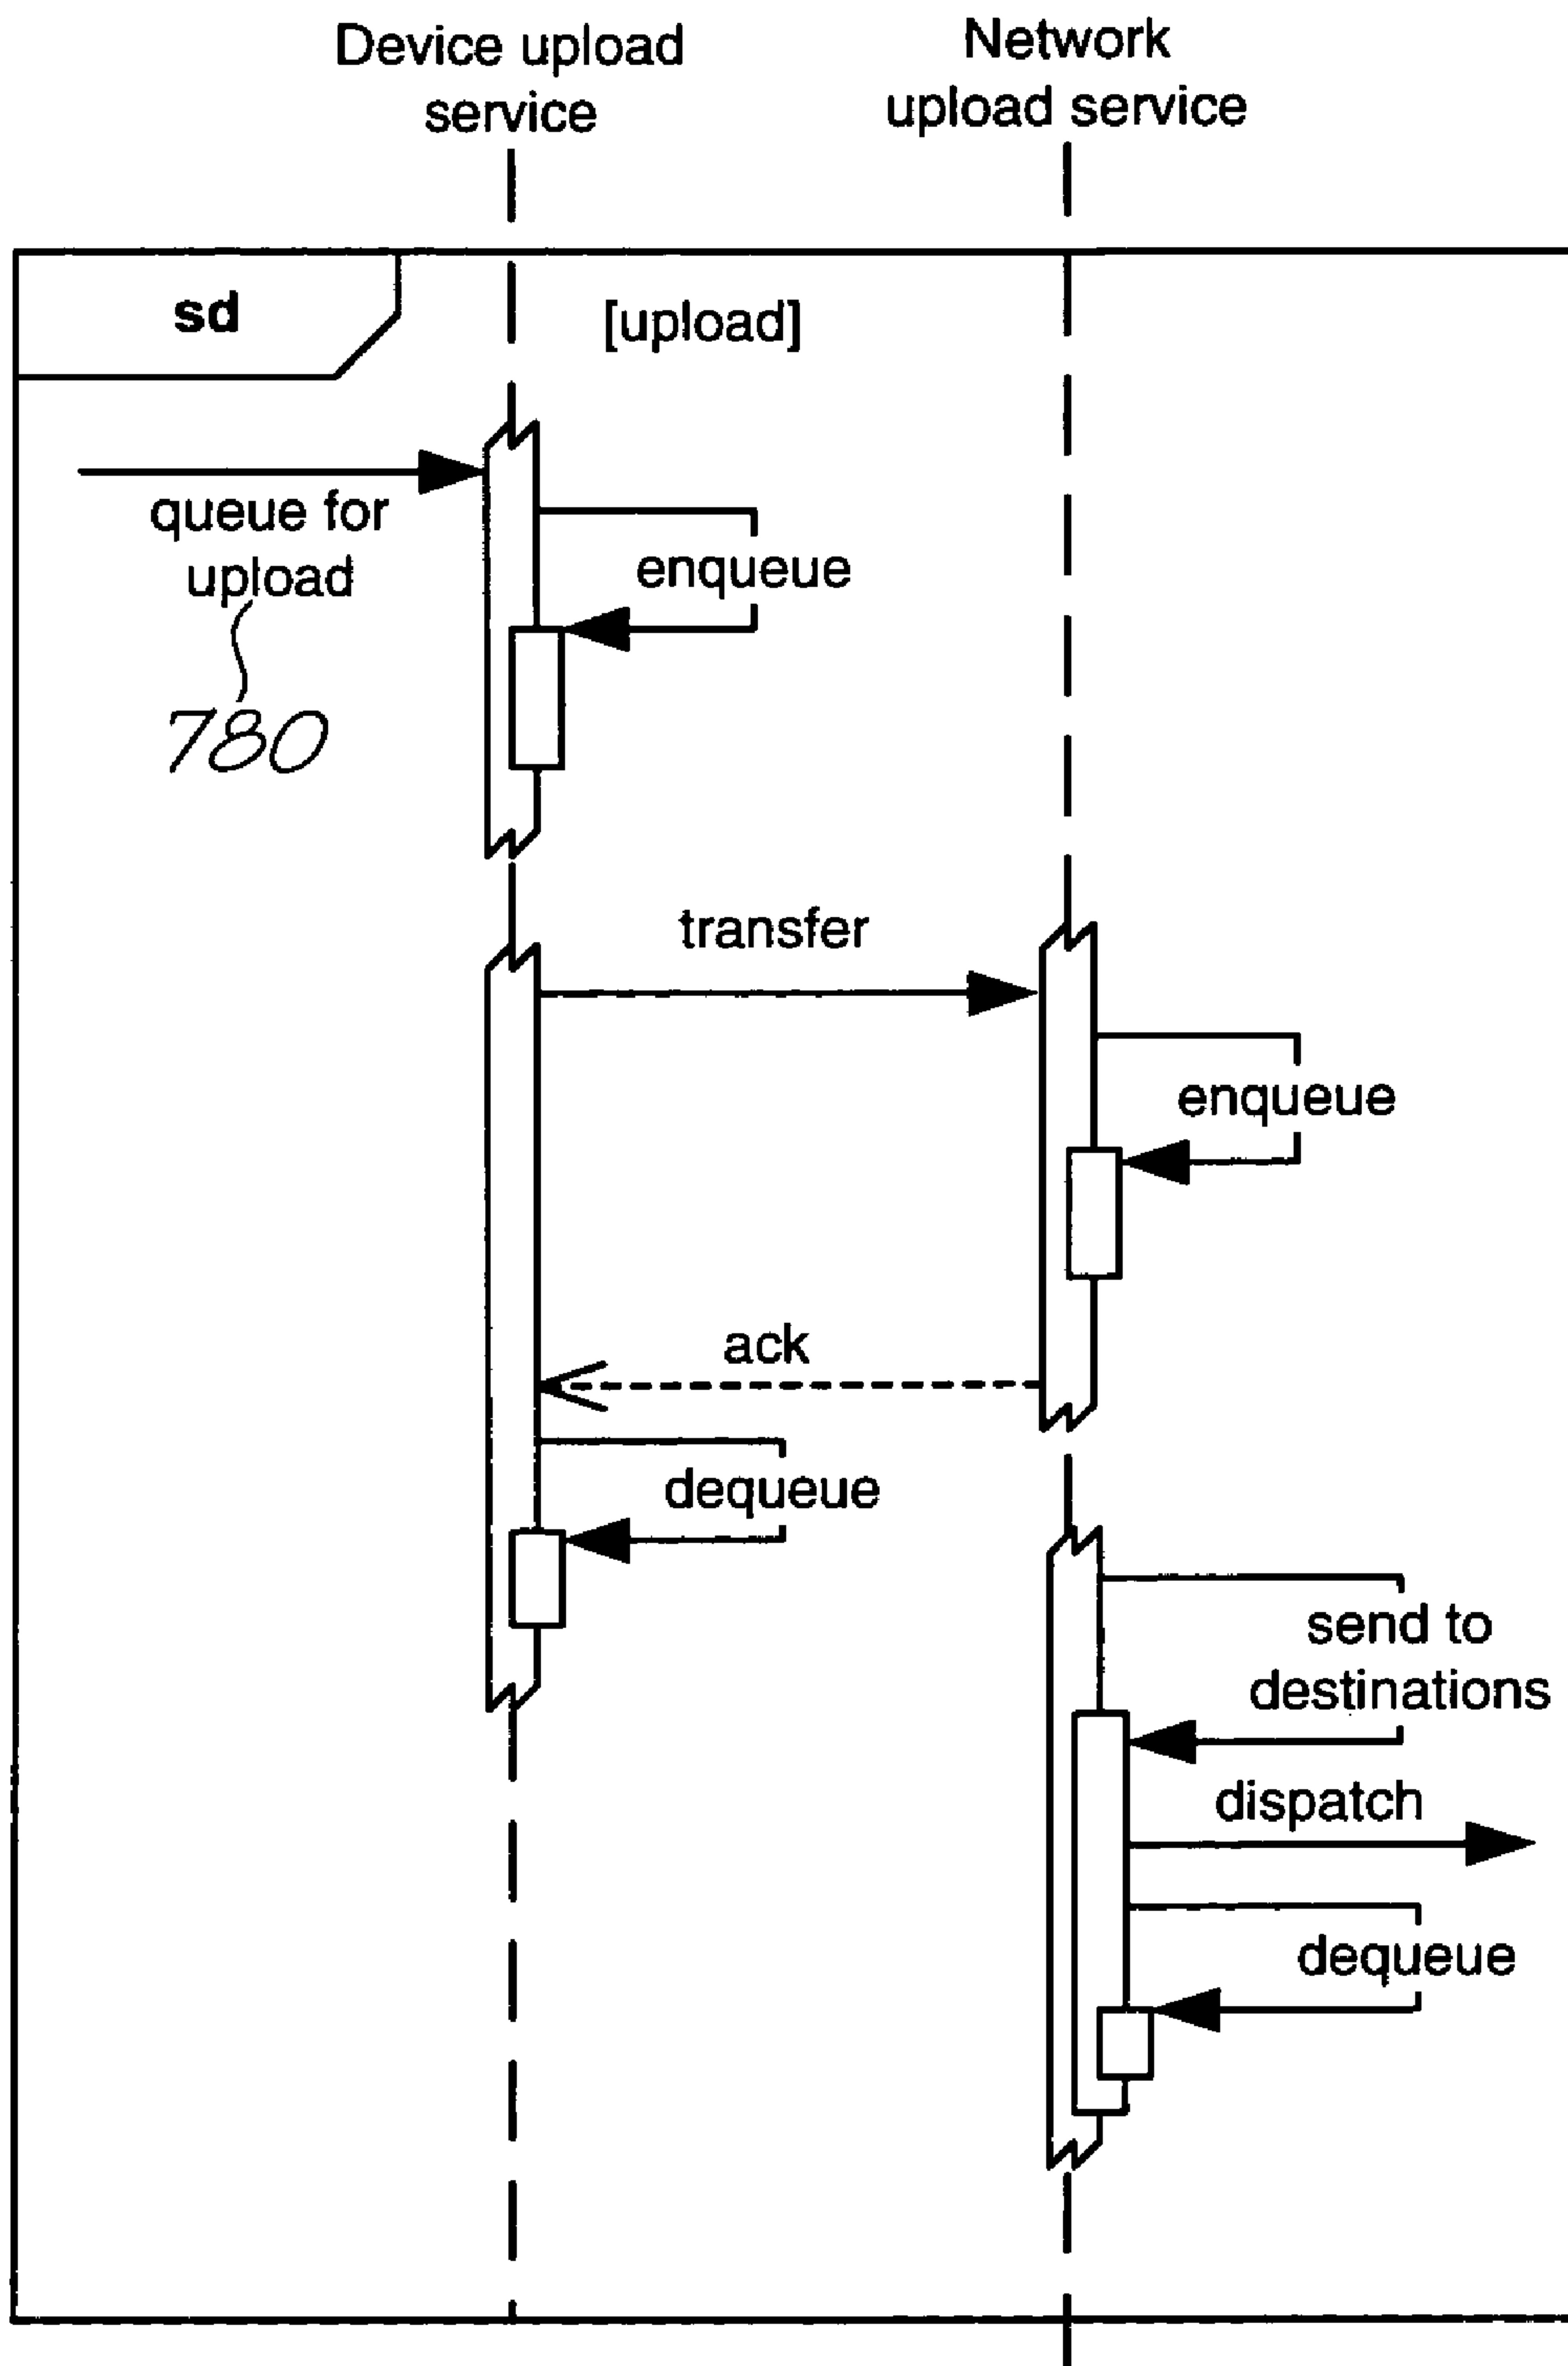 Device upload
service
Network
upload service
sd
[upload]
queue for
upload
enqueue
780
transfer
enqueue
ack
dequeue
send to
destinations
dispatch
dequeue